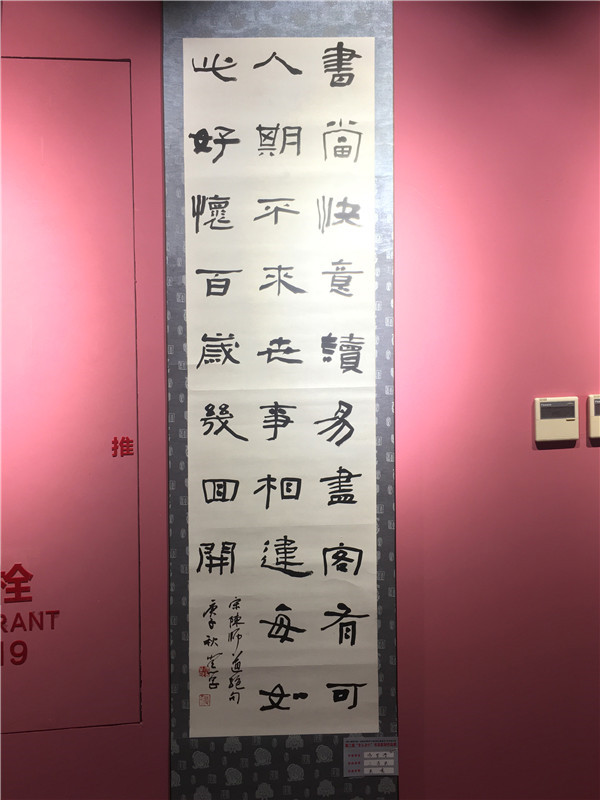 書當快意讀易盡客有可
人期不來世事相違每如
此好懷百歲幾回開
宋陳師道絕句
庚子秋
推
栓
RANT
19